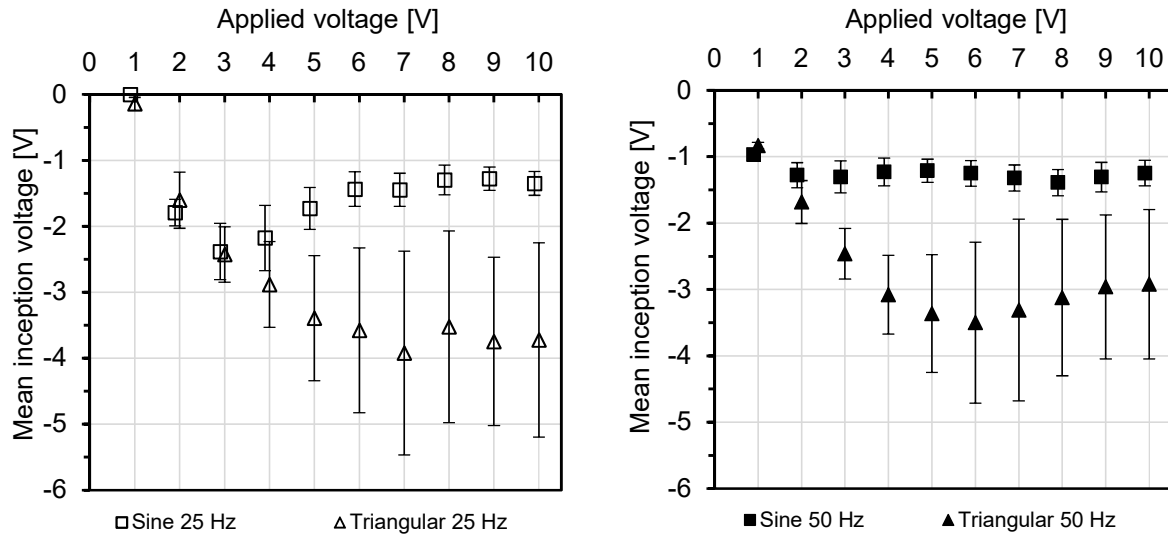 Applied voltage [V]
0 1 2 3 4 5 6 7 8 9 10
0
-1
-2
-3
-4
-5
-6
Mean inception voltage [V]
Sine 25 Hz
Triangular 25 Hz
Applied voltage [V]
0 1 2 3 4 5 6 7 8 9 10
0
-1
-2
-3
-4
-5
-6
Mean inception voltage [V]
Sine 50 Hz
Triangular 50 Hz